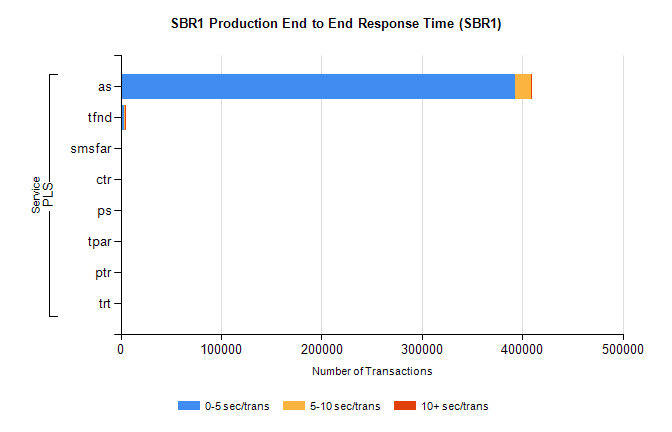 SBR1 Production End to End Response Time (SBR1)
as
tfnd
smsfar
ctr
ps
tpar
ptr
trt
Service
PLS
0 100000 200000 300000 400000 500000
Number of Transactions
0-5 sec/trans 5-10 sec/trans 10+ sec/trans